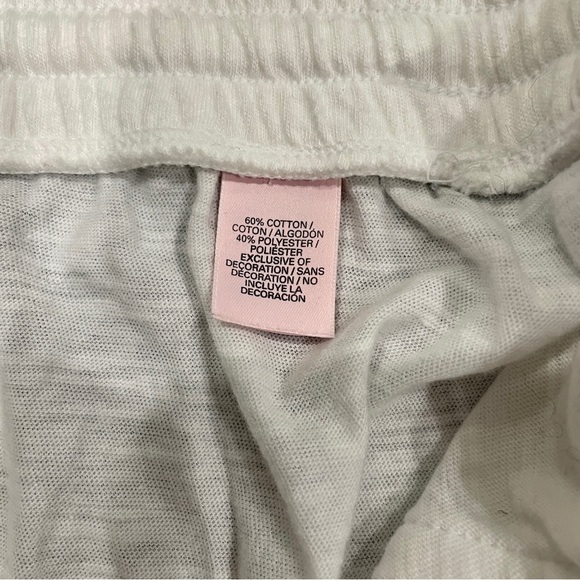 60% COTTON /
COTON / ALGODÓN
40% POLYESTER /
POLIÉSTER
EXCLUSIVE OF
DECORATION / SANS
DÉCORATION / NO
INCLUYE LA
DECORACIÓN